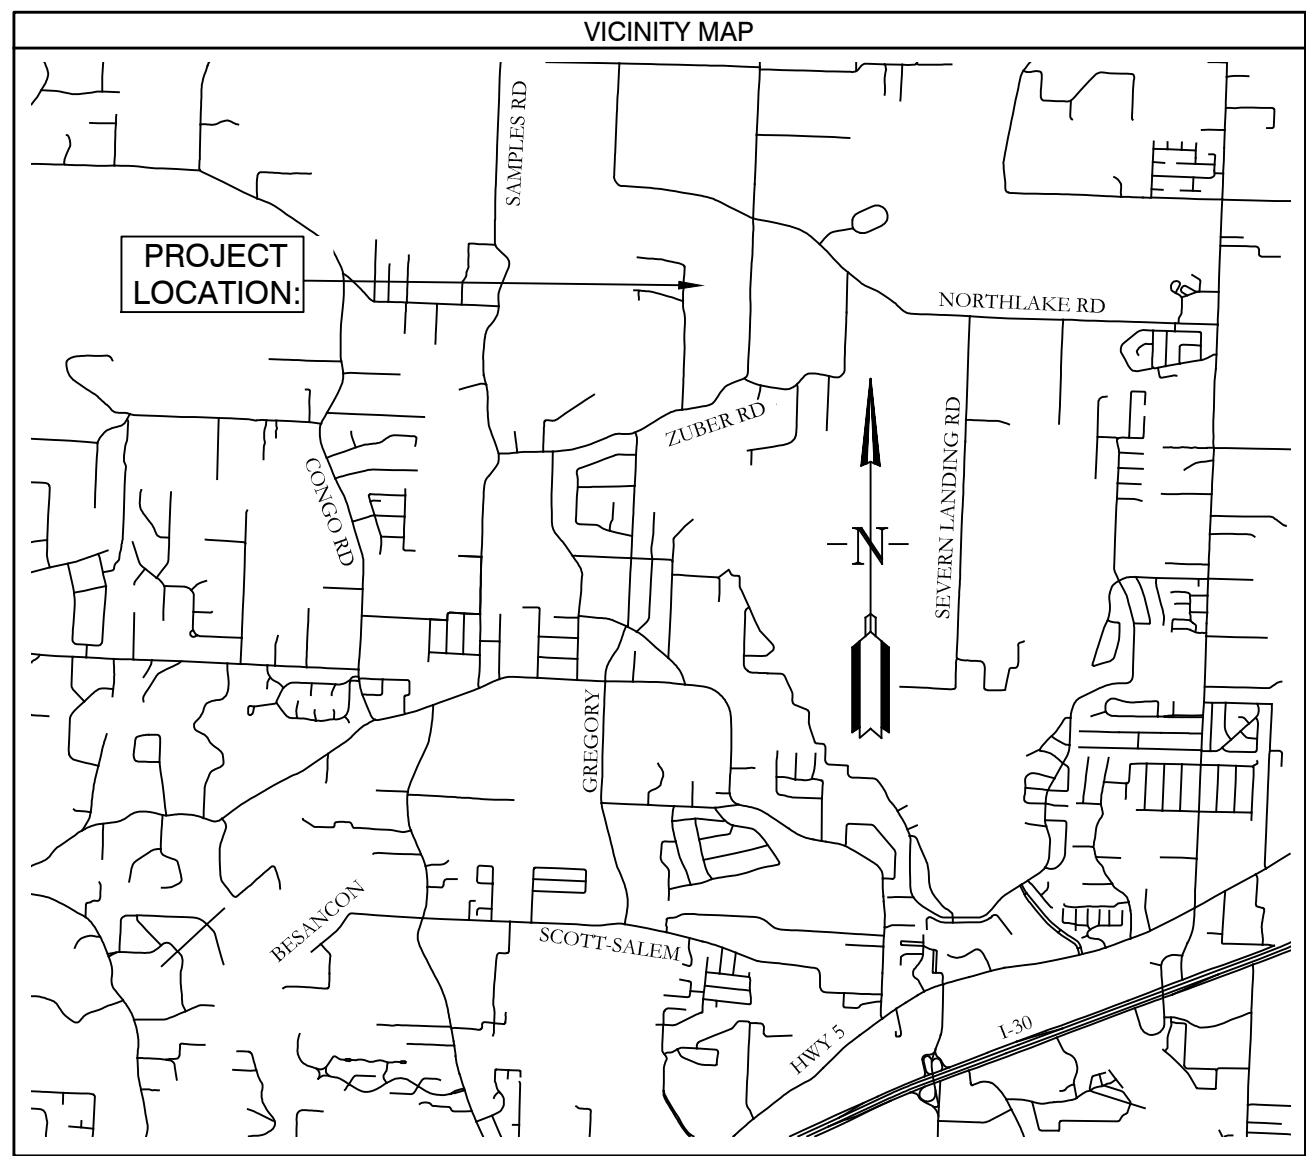 VICINITY MAP
SAMPLES RD
PROJECT
LOCATION:
NORTHLAKE RD
ZUBER RD
SEVERN LANDING RD
CONGO RD
-N-
GREGORY
BESANCON
SCOTT-SALEM
HWY 5
I-30